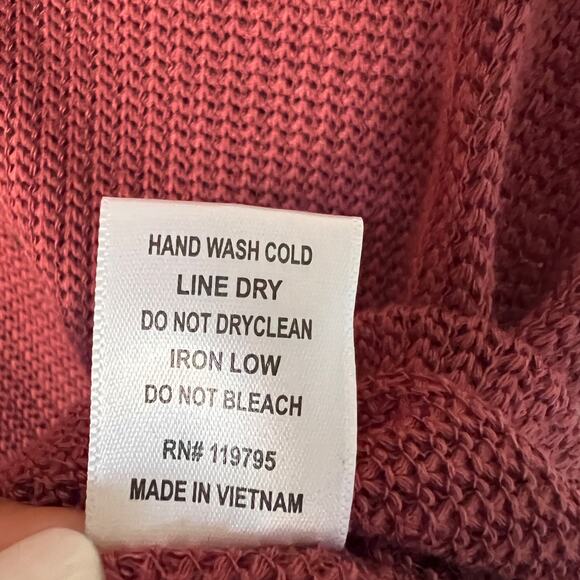 HAND WASH COLD
LINE DRY
DO NOT DRYCLEAN
IRON LOW
DO NOT BLEACH
RN# 119795
MADE IN VIETNAM